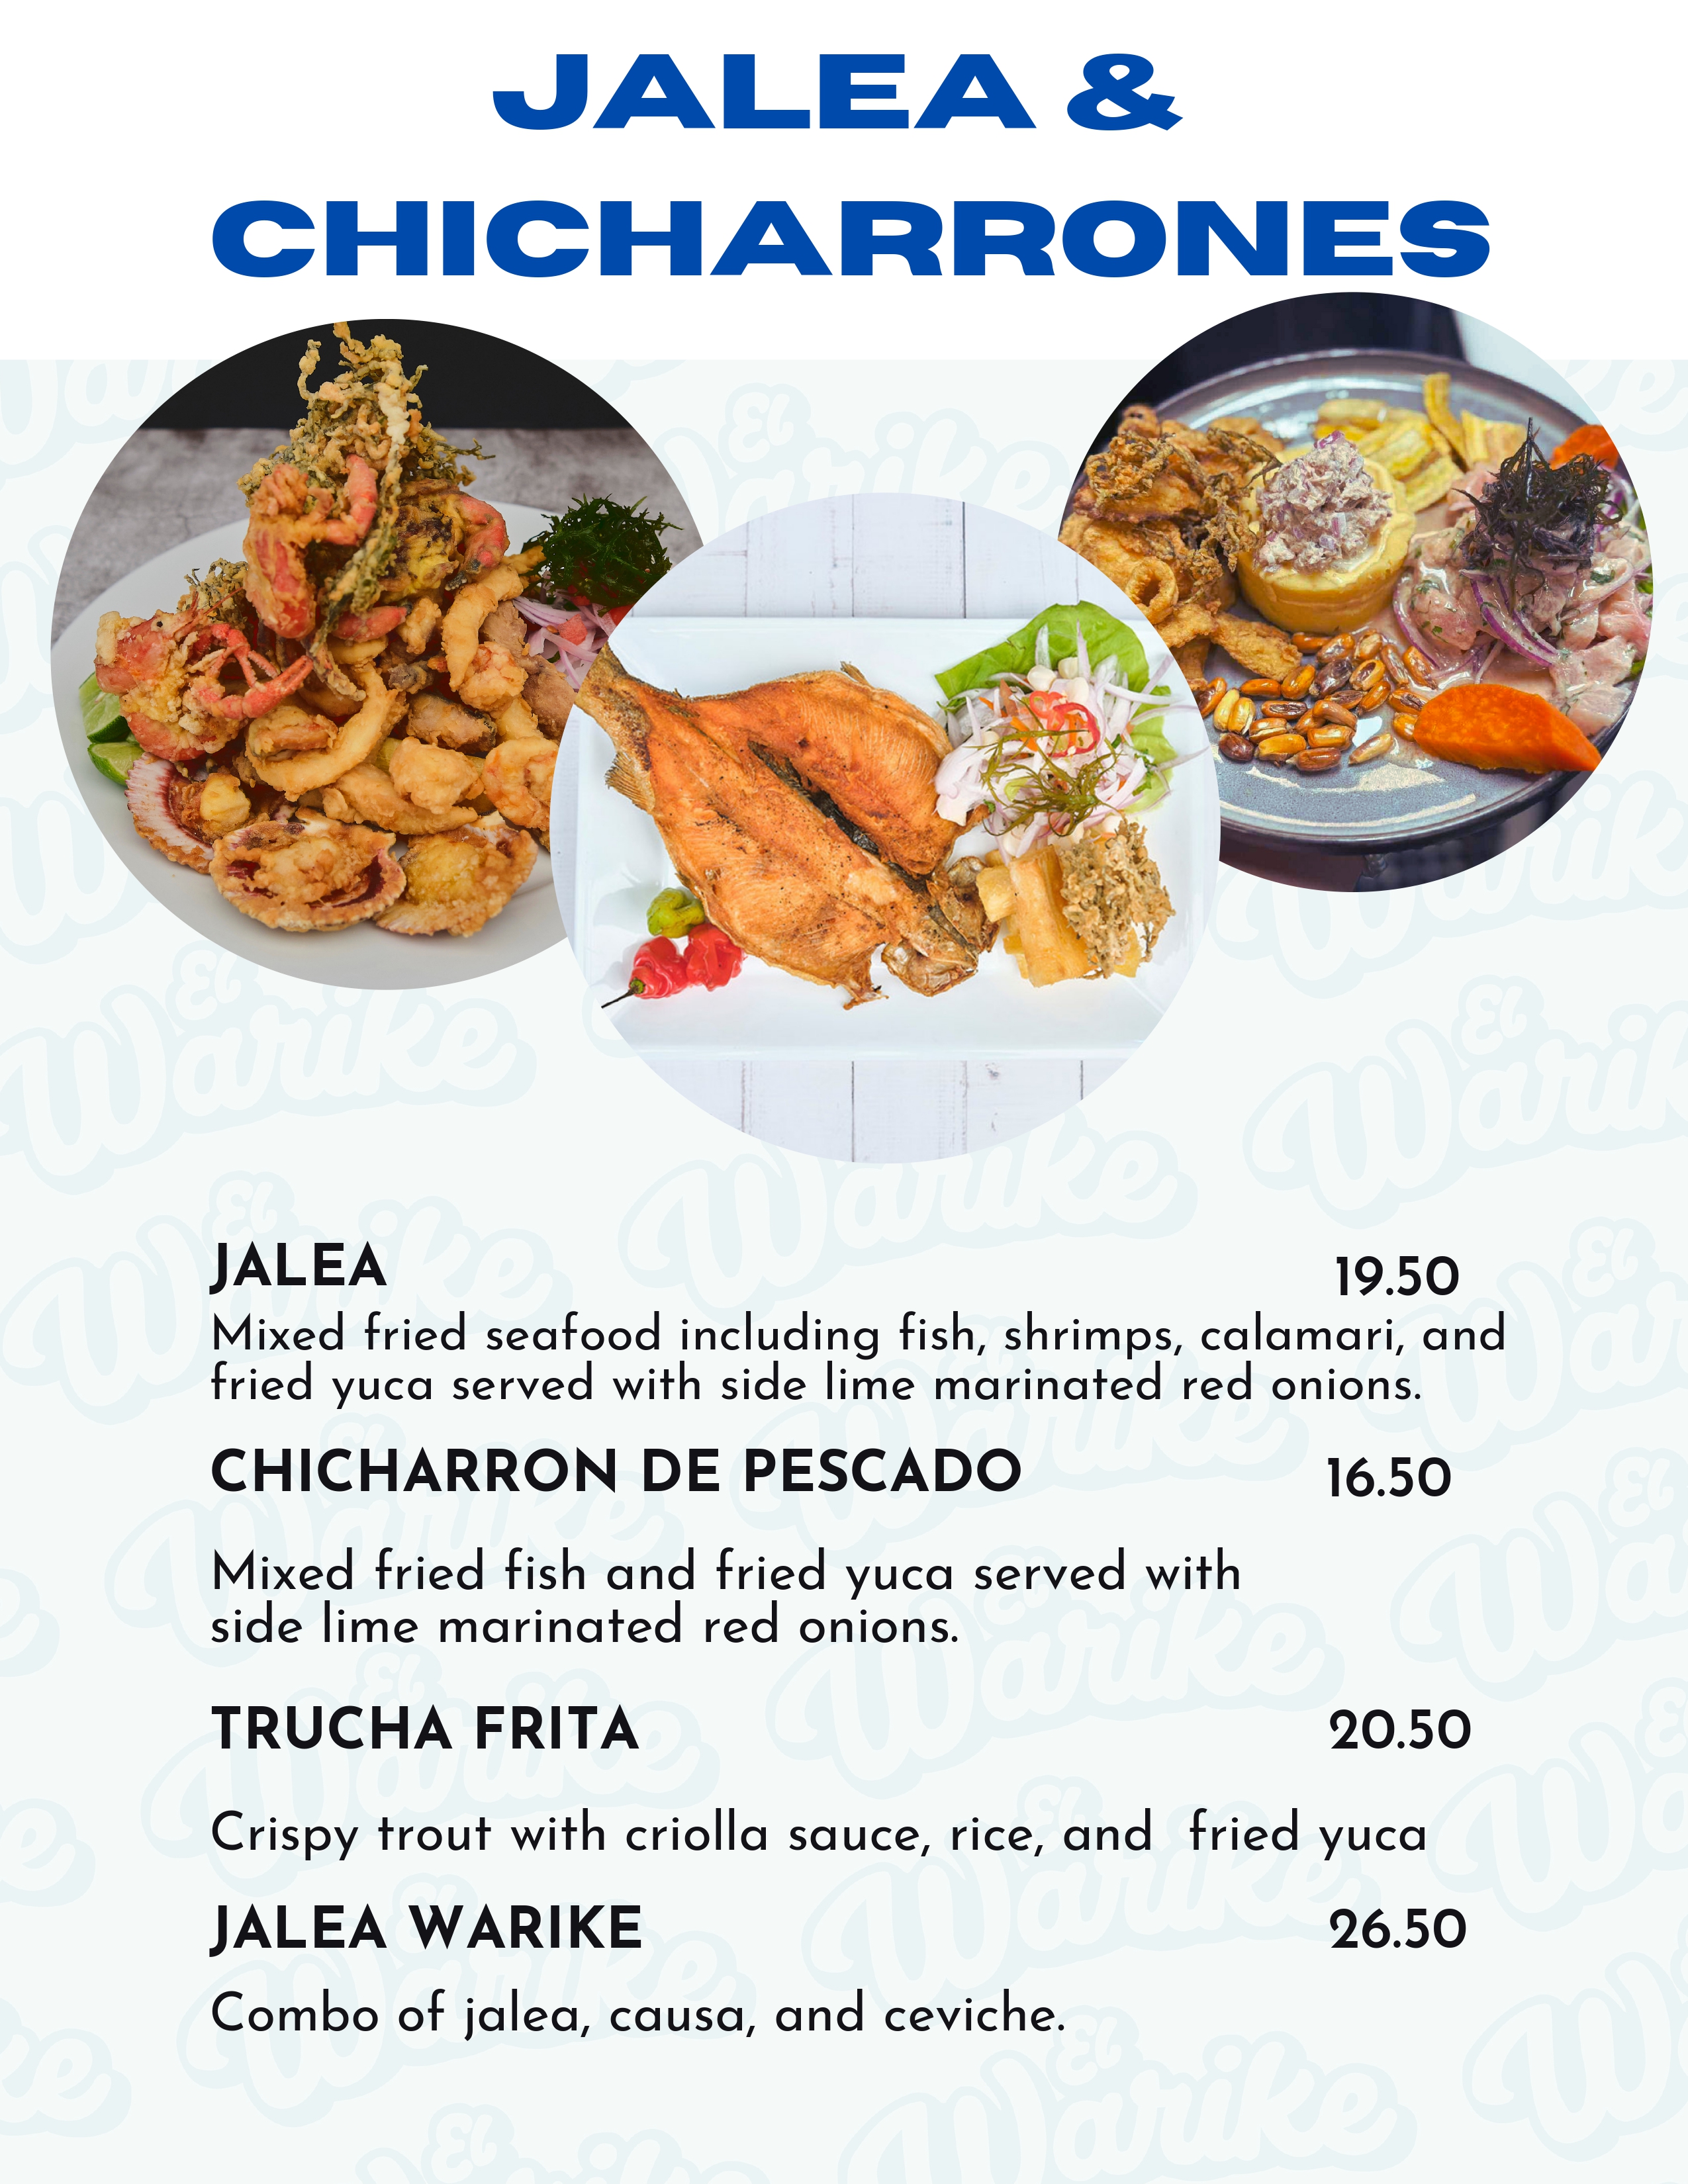 JALEA &
CHICHARRONES
JALEA 19.50
Mixed fried seafood including fish, shrimps, calamari, and
fried yuca served with side lime marinated red onions.
CHICHARRON DE PESCADO 16.50
Mixed fried fish and fried yuca served with
side lime marinated red onions.
TRUCHA FRITA 20.50
Crispy trout with criolla sauce, rice, and  fried yuca
JALEA WARIKE 26.50
Combo of jalea, causa, and ceviche.
El Warike